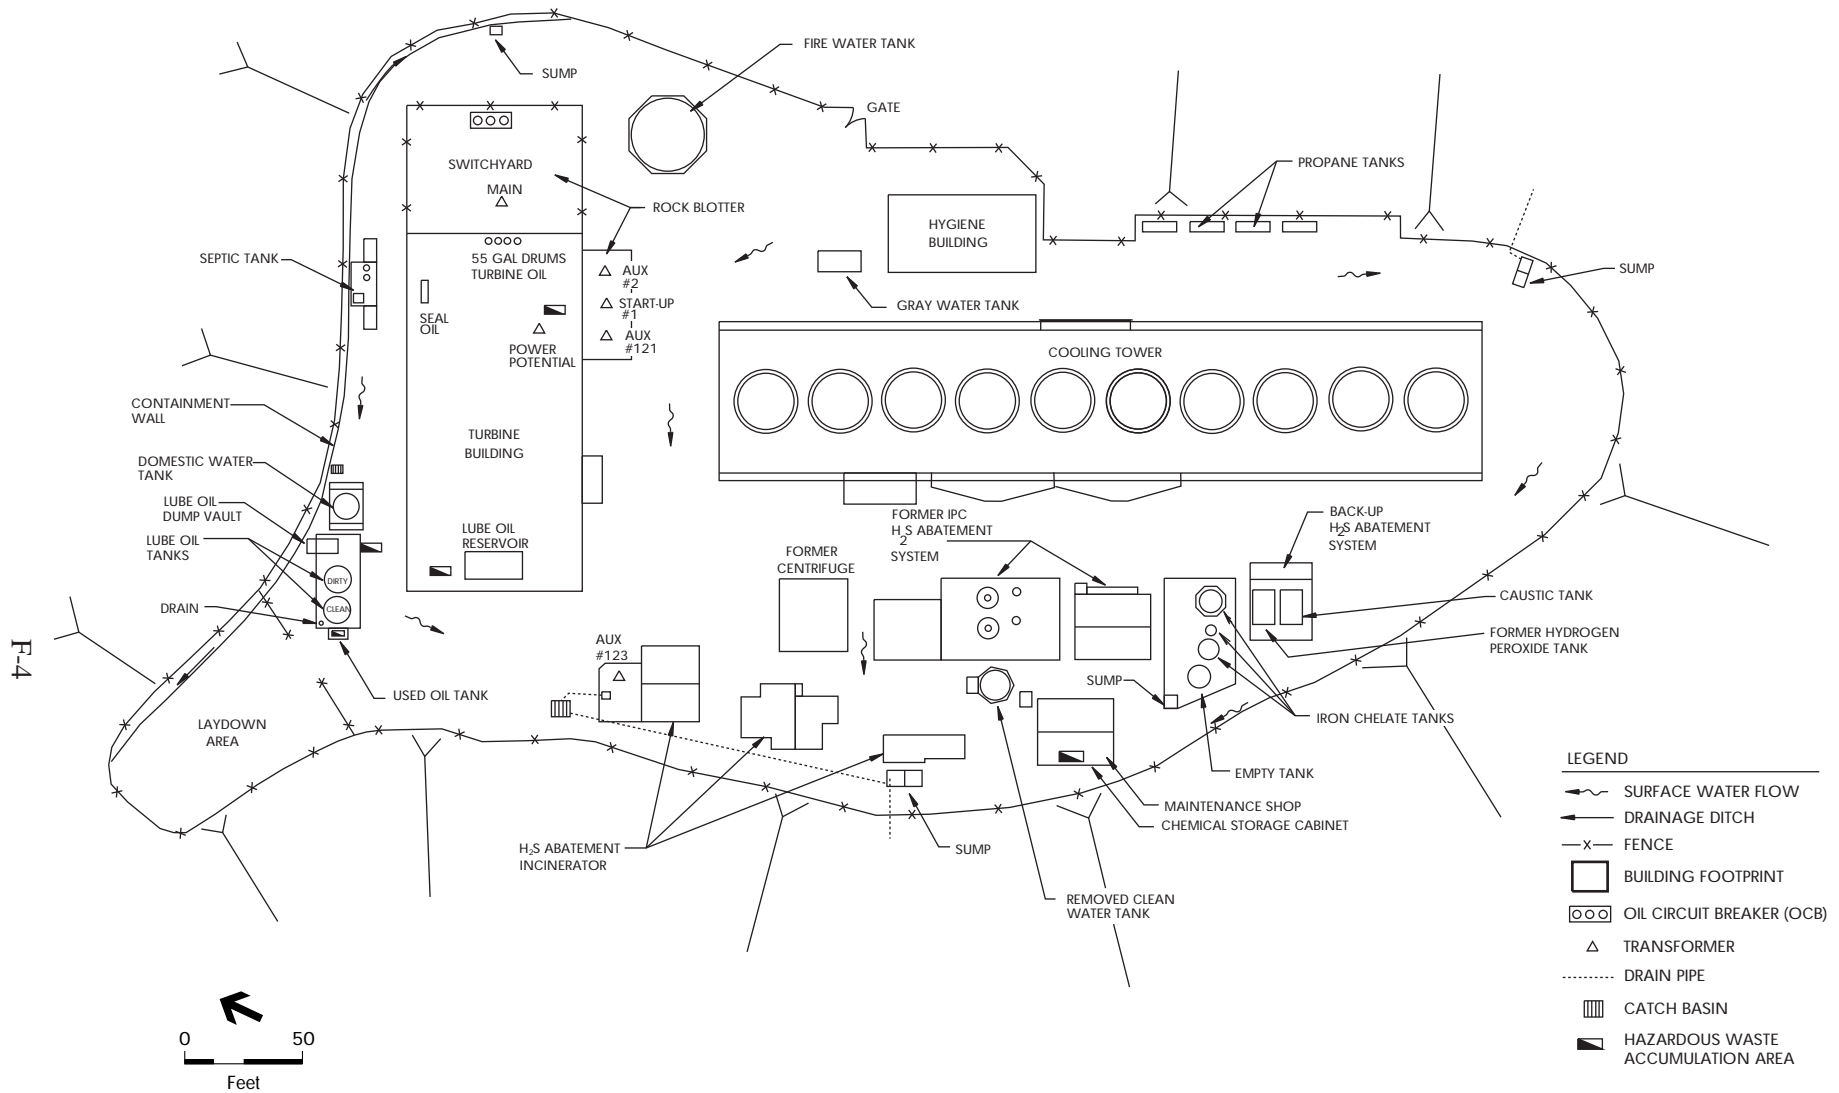 FIRE WATER TANK
SUMP
GATE
SWITCHYARD
MAIN
ROCK BLOTTER
PROPANE TANKS
HYGIENE
BUILDING
SEPTIC TANK
55 GAL DRUMS
TURBINE OIL
AUX
#2
START-UP
#1
AUX
#121
SEAL
OIL
POWER
POTENTIAL
GRAY WATER TANK
SUMP
COOLING TOWER
CONTAINMENT
WALL
TURBINE
BUILDING
DOMESTIC WATER
TANK
LUBE OIL
DUMP VAULT
LUBE OIL
TANKS
DIRTY
CLEAN
DRAIN
LUBE OIL
RESERVOIR
FORMER IPC
H2S ABATEMENT
SYSTEM
BACK-UP
H2S ABATEMENT
SYSTEM
FORMER
CENTRIFUGE
CAUSTIC TANK
FORMER HYDROGEN
PEROXIDE TANK
F-4
AUX
#123
USED OIL TANK
SUMP
IRON CHELATE TANKS
LAYDOWN
AREA
EMPTY TANK
MAINTENANCE SHOP
CHEMICAL STORAGE CABINET
H2S ABATEMENT
INCINERATOR
SUMP
REMOVED CLEAN
WATER TANK
LEGEND
SURFACE WATER FLOW
DRAINAGE DITCH
X FENCE
BUILDING FOOTPRINT
OIL CIRCUIT BREAKER (OCB)
TRANSFORMER
DRAIN PIPE
CATCH BASIN
HAZARDOUS WASTE
ACCUMULATION AREA
0 50
Feet